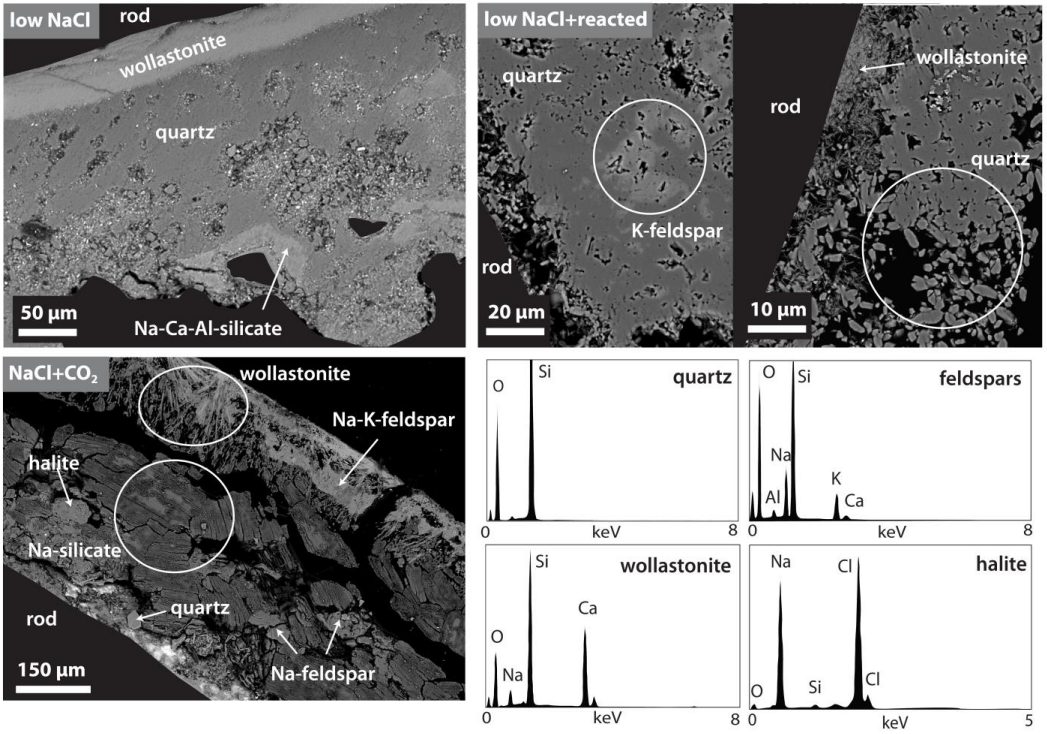 low NaCl
rod
wollastonite
quartz
Na-Ca-Al-silicate
50 µm
low NaCl+reacted
quartz
K-feldspar
rod
20 µm
wollastonite
rod
quartz
10 µm
NaCl+CO₂
wollastonite
Na-K-feldspar
halite
Na-silicate
quartz
rod
Na-feldspar
150 µm
quartz
O
Si
0
keV
8
feldspars
O
Si
Na
Al
K
Ca
0
keV
8
wollastonite
Si
Ca
O
Na
0
keV
8
halite
Na
Cl
O
Si
Cl
0
keV
5